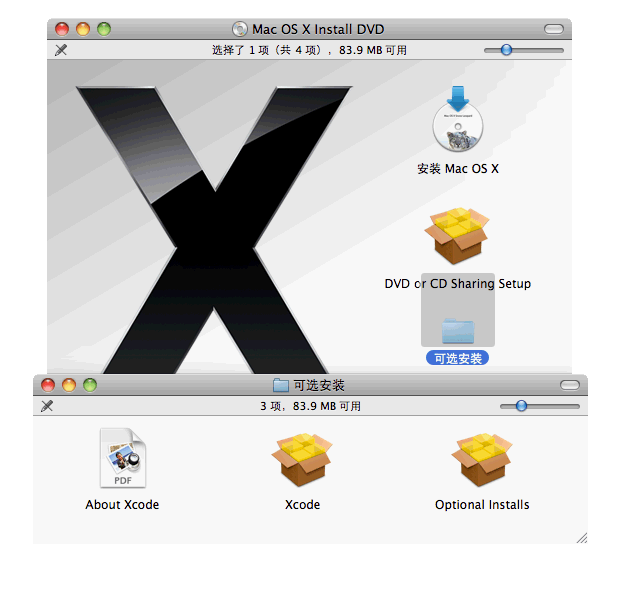 Mac OS X Install DVD
选择了 1 项（共 4 项），83.9 MB 可用
安装 Mac OS X
DVD or CD Sharing Setup
可选安装
可选安装
3 项，83.9 MB 可用
PDF
About Xcode
Xcode
Optional Installs